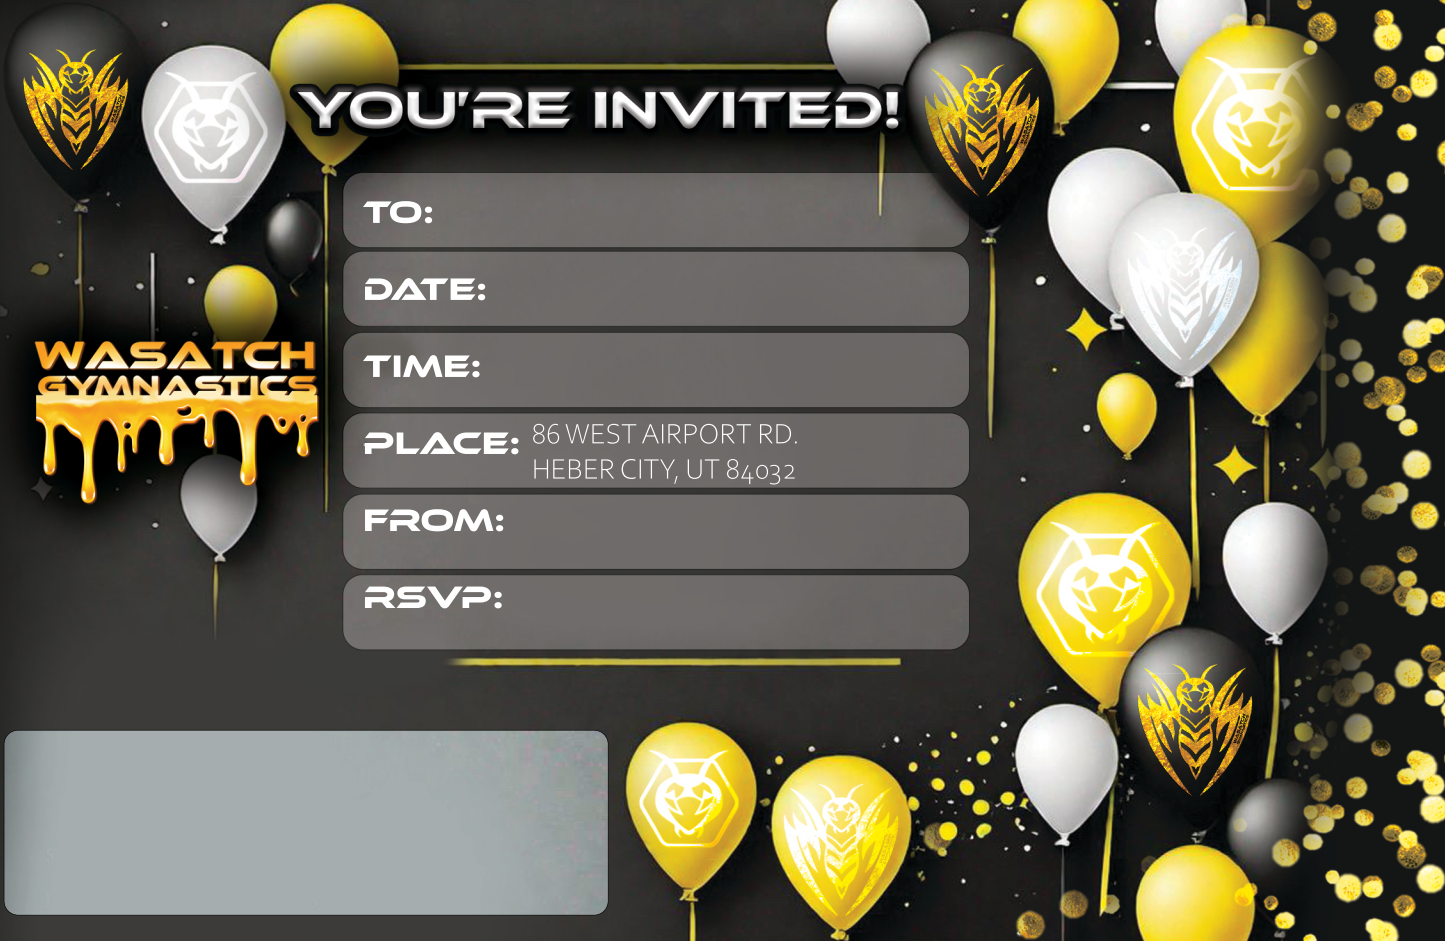 YOU'RE INVITED!
TO:
DATE:
TIME:
WASATCH
GYMNASTICS
PLACE: 86 WEST AIRPORT RD.
HEBER CITY, UT 84032
FROM:
RSVP: